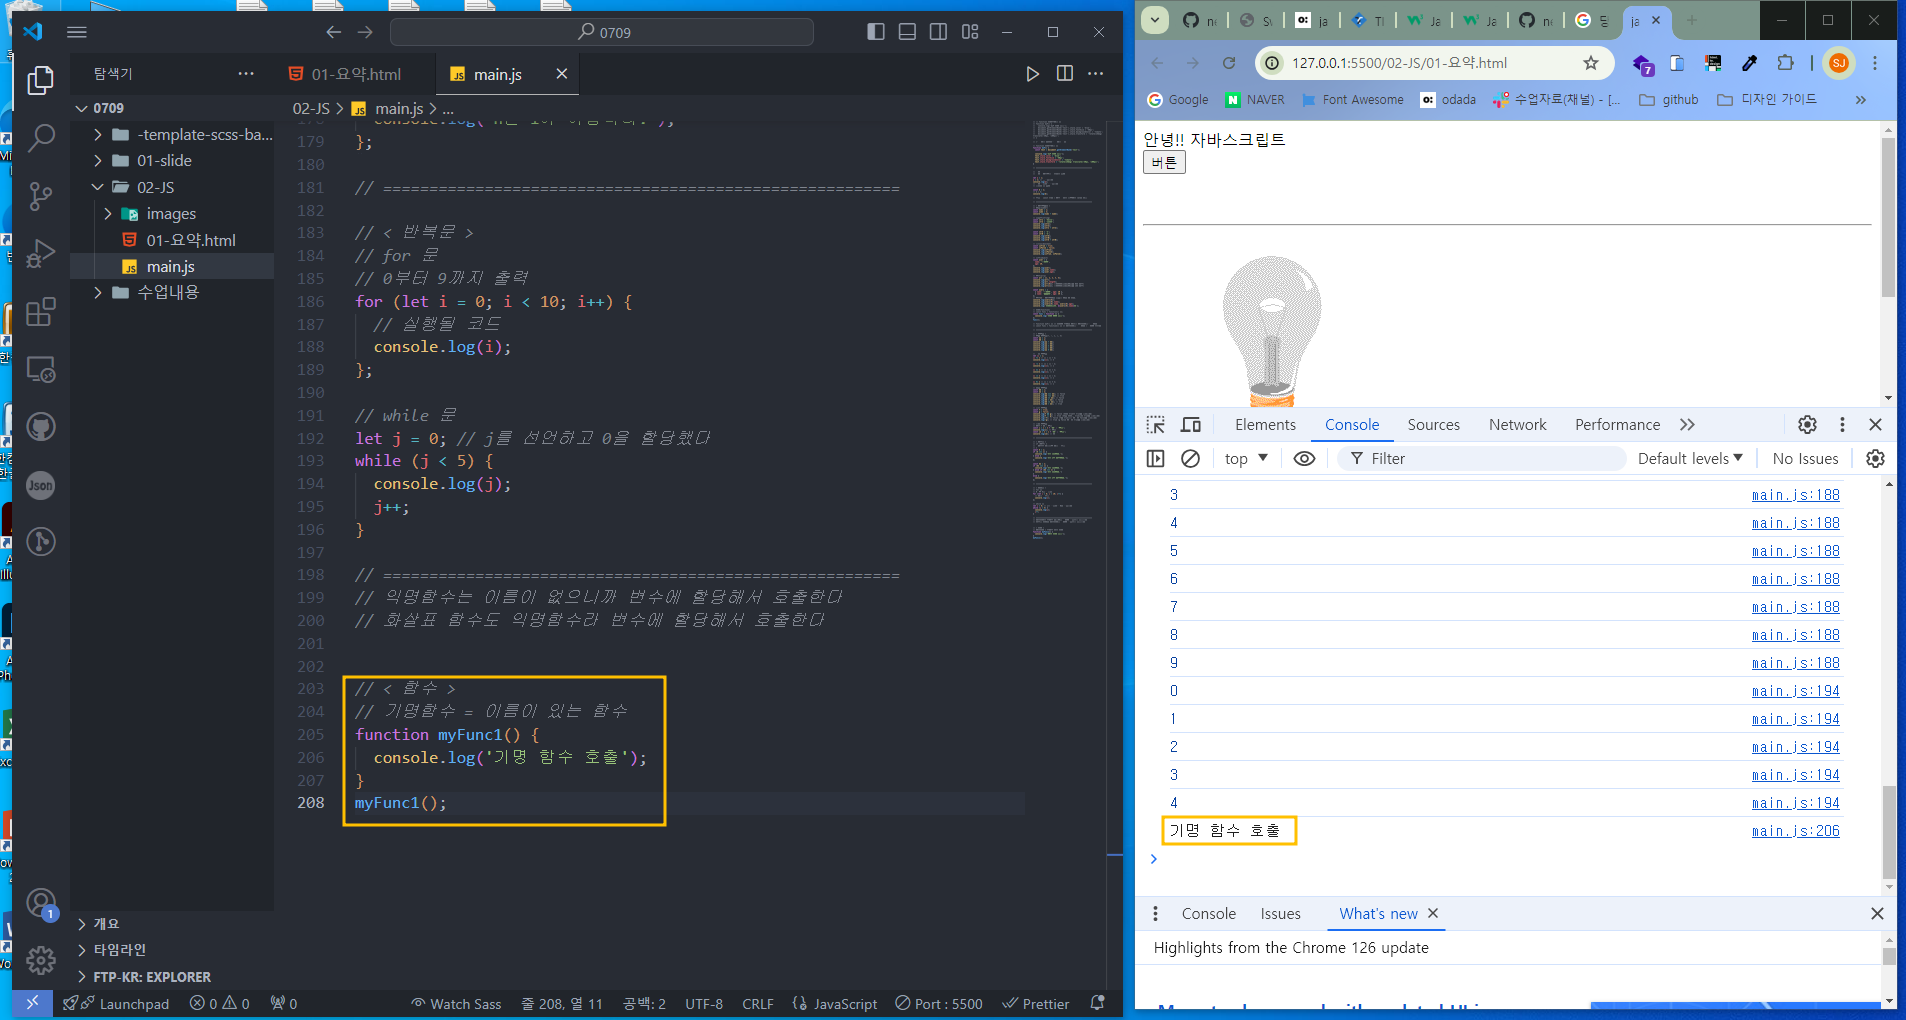 0709
탐색기
01-요약.html
main.js
0709
02-JS > main.js > ...
-template-scss-ba...
01-slide
02-JS
images
01-요약.html
main.js
수업내용
179 };
180
181 // ========================================================
182
183 // < 반복문 >
184 // for 문
185 // 0부터 9까지 출력
186 for (let i = 0; i < 10; i++) {
187 // 실행될 코드
188 console.log(i);
189 };
190
191 // while 문
192 let j = 0; // j를 선언하고 0을 할당했다
193 while (j < 5) {
194 console.log(j);
195 j++;
196 }
197
198 // ========================================================
199 // 익명함수는 이름이 없으니까 변수에 할당해서 호출한다
200 // 화살표 함수도 익명함수라 변수에 할당해서 호출한다
201
202
203 // < 함수 >
204 // 기명함수 = 이름이 있는 함수
205 function myFunc1() {
206 console.log('기명 함수 호출');
207 }
208 myFunc1();
Json
1
개요
타임라인
FTP-KR: EXPLORER
Launchpad
0 0
0
Watch Sass
줄 208, 열 11
공백: 2
UTF-8
CRLF
JavaScript
Port : 5500
Prettier
127.0.0.1:5500/02-JS/01-요약.html
7
SJ
Google
NAVER
Font Awesome
odada
수업자료(채널) - [...
github
디자인 가이드
안녕!! 자바스크립트
버튼
Elements
Console
Sources
Network
Performance
top
Filter
Default levels
No Issues
3 main.js:188
4 main.js:188
5 main.js:188
6 main.js:188
7 main.js:188
8 main.js:188
9 main.js:188
0 main.js:194
1 main.js:194
2 main.js:194
3 main.js:194
4 main.js:194
기명 함수 호출 main.js:206
Console
Issues
What's new
Highlights from the Chrome 126 update